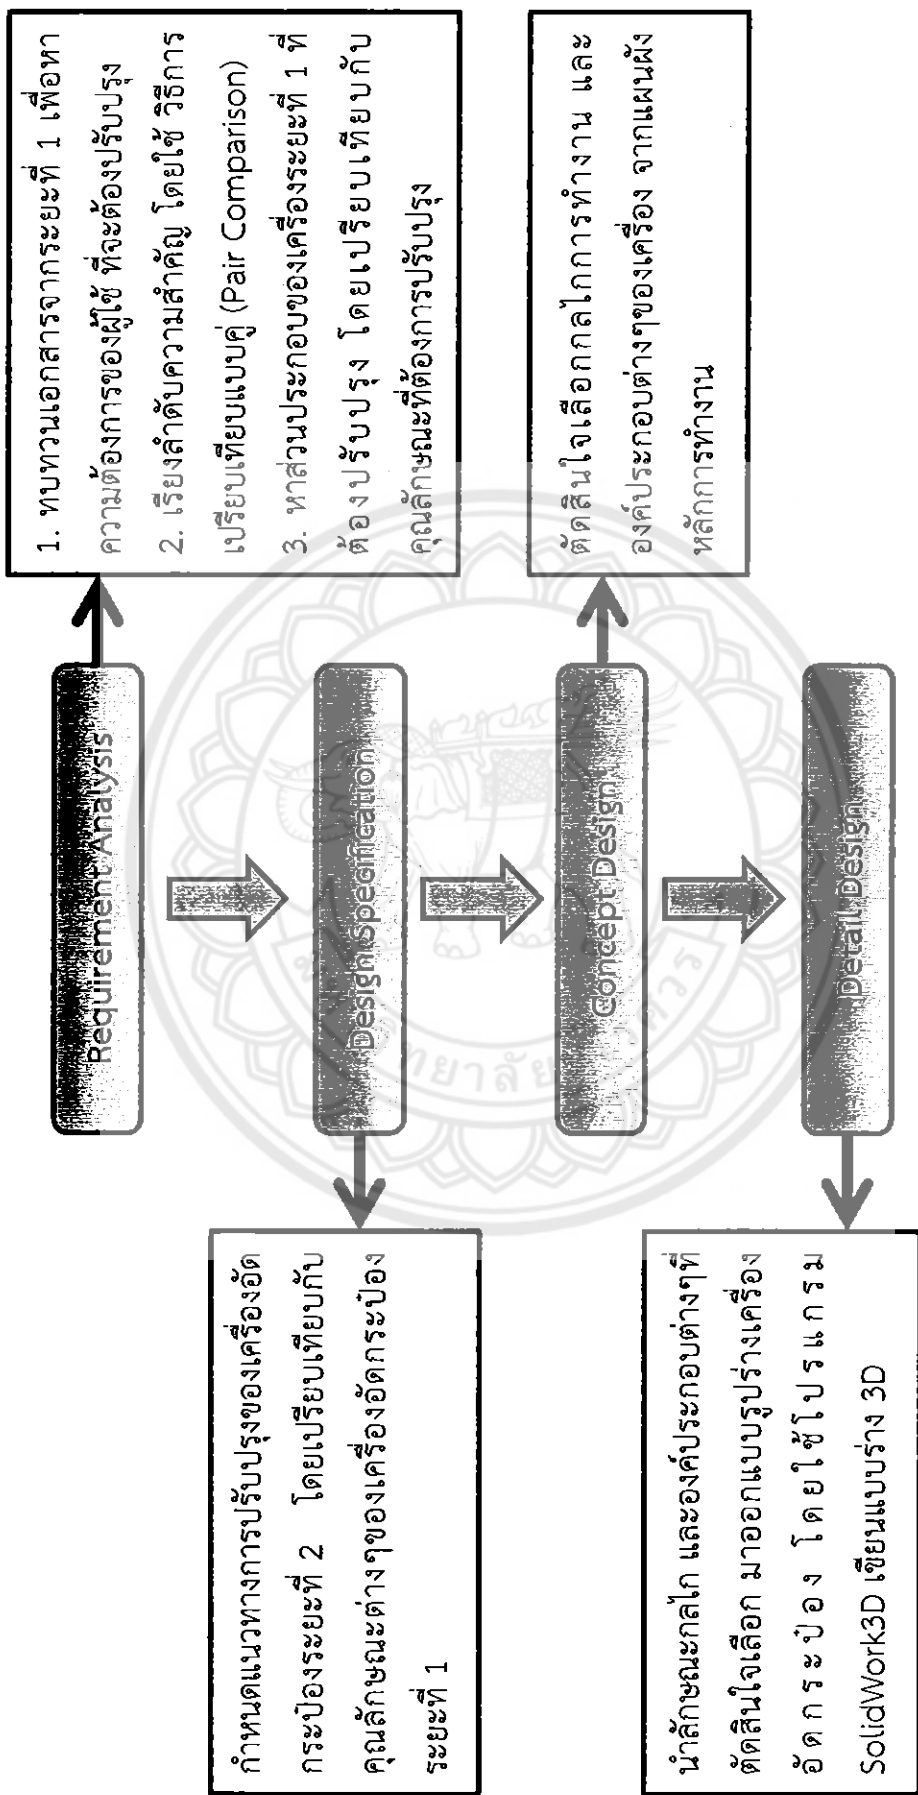 Requirement Analysis
1. ทบทวนเอกสารจากระยะที่ 1 เพื่อหา
ความต้องการของผู้ใช้ ที่จะต้องปรับปรุง
2. เรียงลำดับความสำคัญ โดยใช้ วิธีการ
เปรียบเทียบแบบคู่ (Pair Comparison)
3. หาส่วนประกอบของเครื่องระยะที่ 1 ที่
ต้องปรับปรุง โดยเปรียบเทียบกับ
คุณลักษณะที่ต้องการปรับปรุง
Design Specification
กำหนดแนวทางการปรับปรุงของเครื่องอัด
กระป๋องระยะที่ 2 โดยเปรียบเทียบกับ
คุณลักษณะต่างๆของเครื่องอัดกระป๋อง
ระยะที่ 1
Concept Design
ตัดสินใจเลือกกลไกการทำงาน และ
องค์ประกอบต่างๆของเครื่อง จากแผนผัง
หลักการทำงาน
Detail Design
นำลักษณะกลไก และองค์ประกอบต่างๆที่
ตัดสินใจเลือก มาออกแบบรูปร่างเครื่อง
อัดกระป๋อง โดยใช้โปรแกรม
SolidWork3D เขียนแบบร่าง 3D